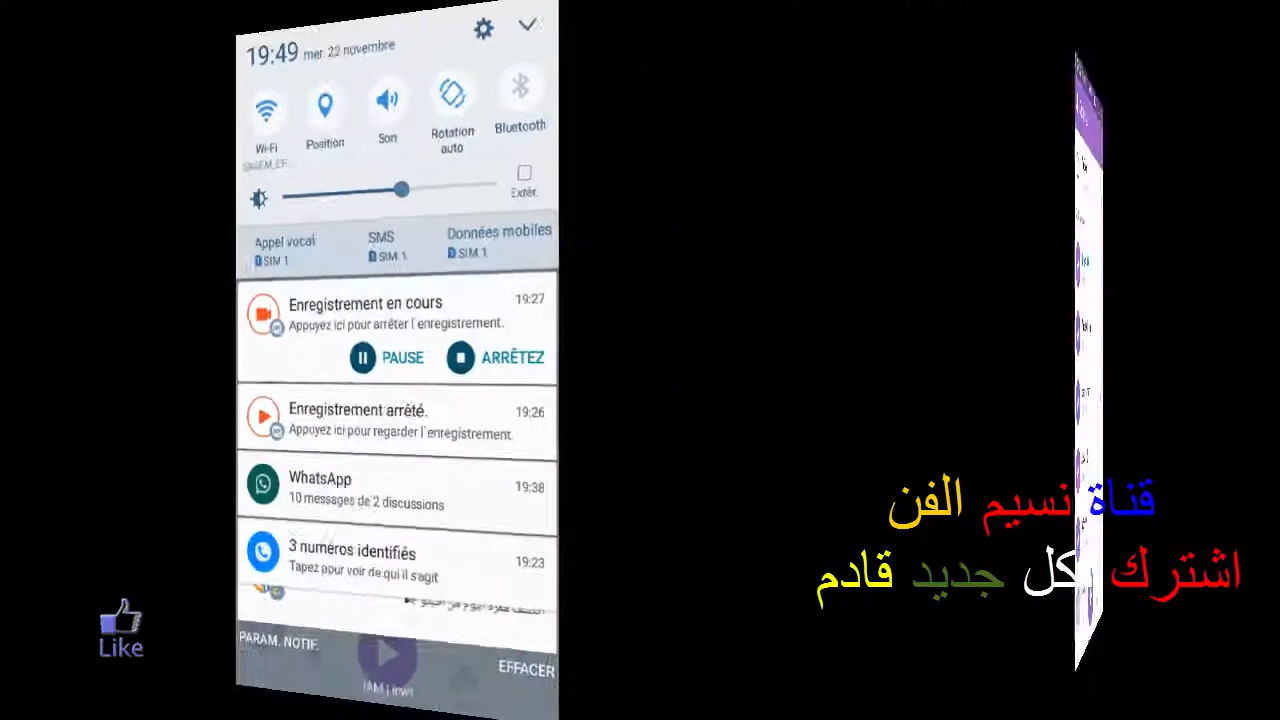 19:49 mer. 22 novembre
Wi-Fi
Position
Son
Rotation auto
Bluetooth
Extér.
Appel vocal
SIM 1
SMS
SIM 1
Données mobiles
SIM 1
Enregistrement en cours 19:27
Appuyez ici pour arrêter l'enregistrement.
PAUSE ARRÊTEZ
Enregistrement arrêté. 19:26
Appuyez ici pour regarder l'enregistrement.
WhatsApp 19:38
10 messages de 2 discussions
3 numeros identifiés 19:23
Tapez pour voir de qui il s'agit
PARAM. NOTIF.
EFFACER
Like
قناة نسيم الفن
اشترك كل جديد قادم